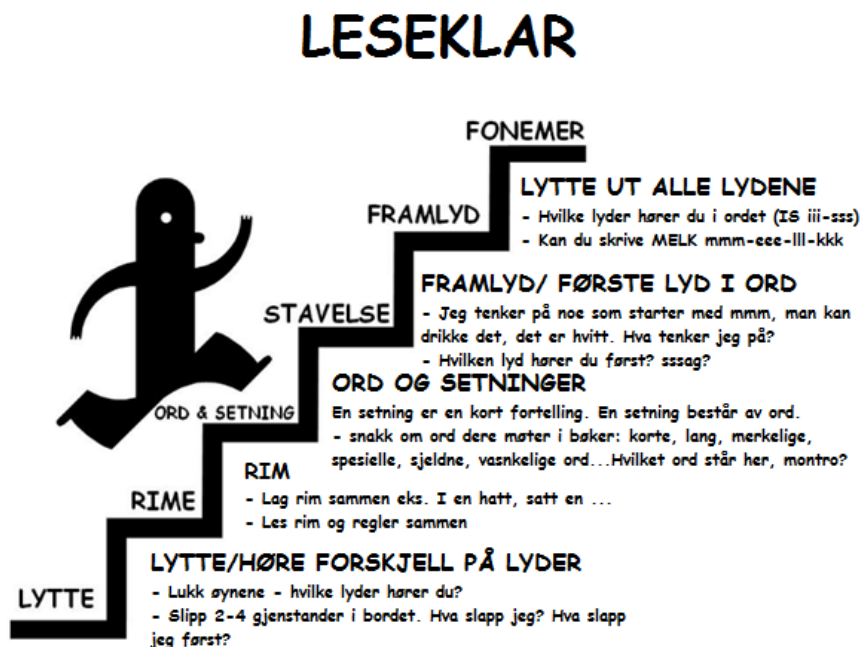 LESEKLAR
FONEMER
LYTTE UT ALLE LYDENE
- Hvilke lyder hører du i ordet (IS iii-sss)
- Kan du skrive MELK mmm-eee-lll-kkk
FRAMLYD
FRAMLYD/ FØRSTE LYD I ORD
- Jeg tenker på noe som starter med mmm, man kan
drikke det, det er hvitt. Hva tenker jeg på?
- Hvilken lyd hører du først? sssag?
STAVELSE
ORD OG SETNINGER
En setning er en kort fortelling. En setning består av ord.
- snakk om ord dere møter i bøker: korte, lang, merkelige,
spesielle, sjeldne, vasnkelige ord...Hvilket ord står her, montro?
ORD & SETNING
RIM
- Lag rim sammen eks. I en hatt, satt en ...
- Les rim og regler sammen
RIME
LYTTE/HØRE FORSKJELL PÅ LYDER
- Lukk øynene - hvilke lyder hører du?
- Slipp 2-4 gjenstander i bordet. Hva slapp jeg? Hva slapp
jeg først?
LYTTE